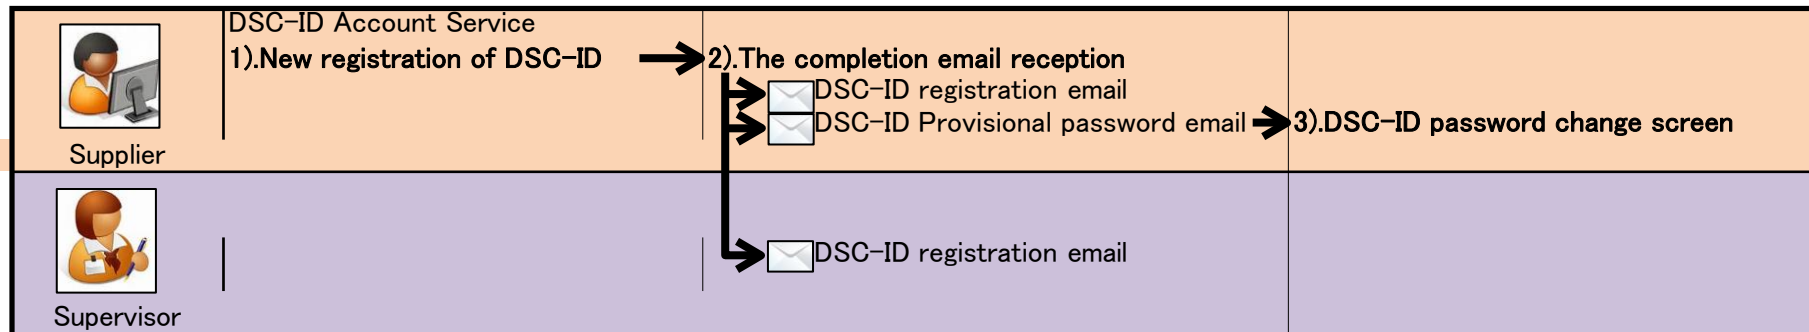 DSC-ID Account Service
1).New registration of DSC-ID
2).The completion email reception
DSC-ID registration email
DSC-ID Provisional password email
3).DSC-ID password change screen
Supplier
DSC-ID registration email
Supervisor